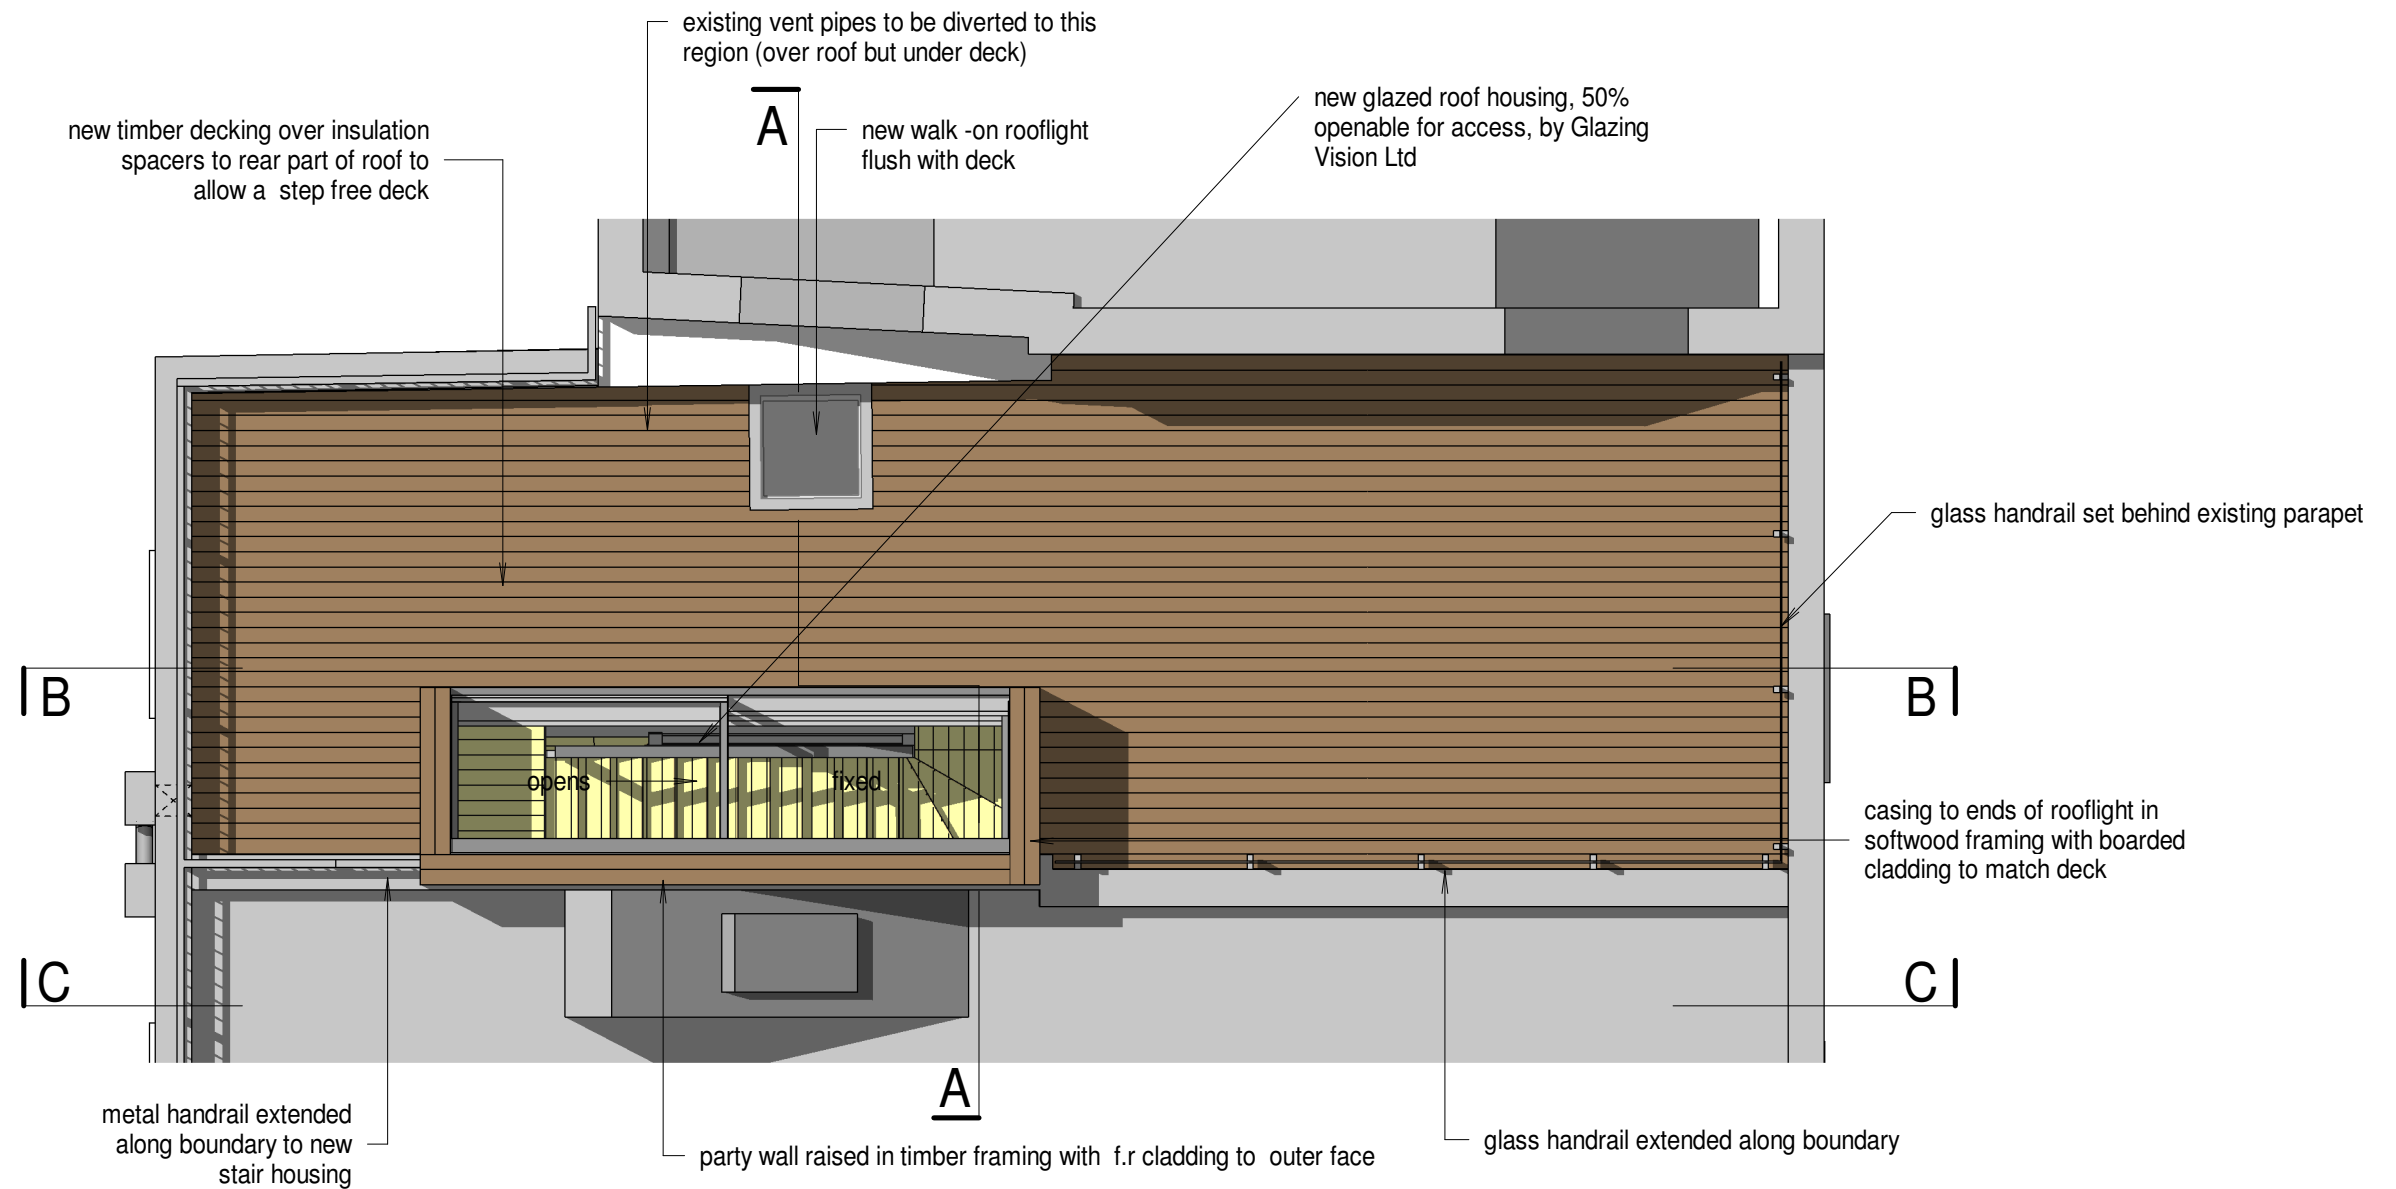 existing vent pipes to be diverted to this
region (over roof but under deck)
new glazed roof housing, 50%
openable for access, by Glazing
Vision Ltd
A
new timber decking over insulation
spacers to rear part of roof to
allow a  step free deck
new walk -on rooflight
flush with deck
glass handrail set behind existing parapet
B
B
opens
fixed
casing to ends of rooflight in
softwood framing with boarded
cladding to match deck
C
C
A
metal handrail extended
along boundary to new
stair housing
party wall raised in timber framing with  f.r cladding to  outer face
glass handrail extended along boundary